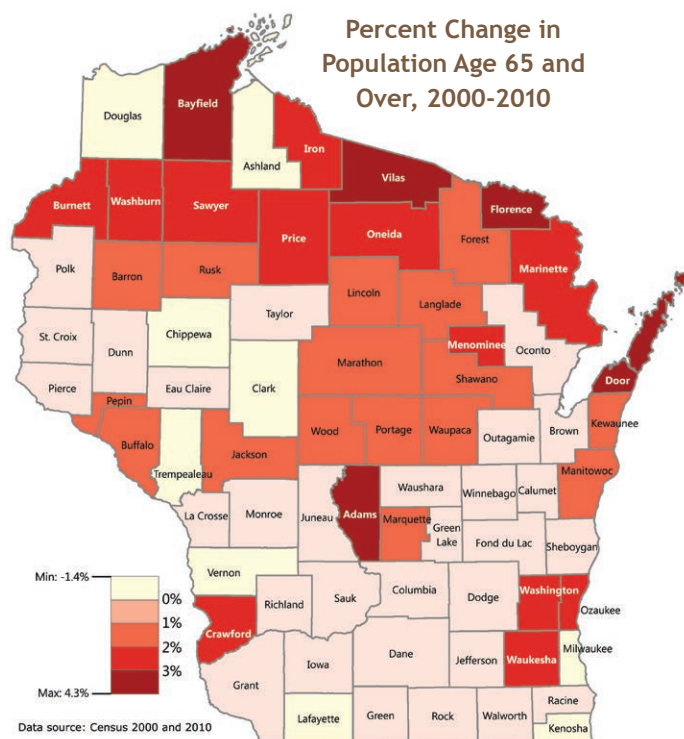 Percent Change in
Population Age 65 and
Over, 2000-2010
Douglas
Bayfield
Ashland
Iron
Vilas
Florence
Burnett
Washburn
Sawyer
Price
Oneida
Forest
Marinette
Polk
Barron
Rusk
Lincoln
Langlade
Taylor
Chippewa
Menominee
Oconto
St. Croix
Dunn
Marathon
Door
Pierce
Eau Claire
Clark
Shawano
Pepin
Kewaunee
Buffalo
Trempealeau
Jackson
Wood
Portage
Waupaca
Outagamie
Brown
Manitowoc
La Crosse
Monroe
Juneau
Adams
Waushara
Winnebago
Calumet
Marquette
Green
Lake
Fond du Lac
Sheboygan
Vernon
Min: -1.4%
0%
1%
2%
3%
Max: 4.3%
Crawford
Richland
Sauk
Columbia
Dodge
Washington
Ozaukee
Iowa
Dane
Jefferson
Waukesha
Milwaukee
Grant
Lafayette
Green
Rock
Walworth
Racine
Kenosha
Data source: Census 2000 and 2010